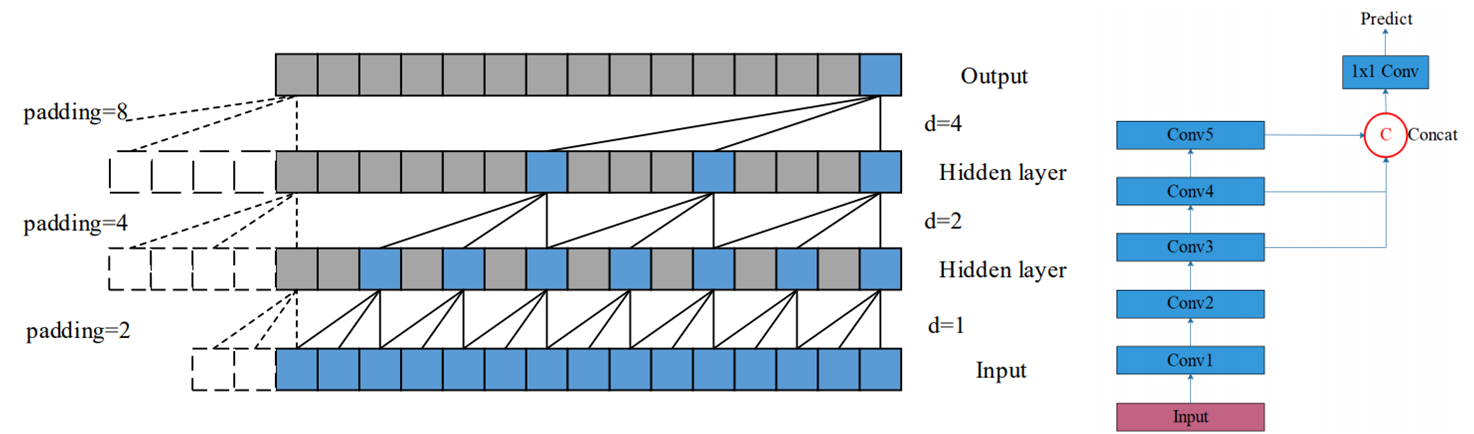 Output
padding=8
d=4
Hidden layer
padding=4
d=2
Hidden layer
padding=2
d=1
Input
Predict
1x1 Conv
C
Concat
Conv5
Conv4
Conv3
Conv2
Conv1
Input